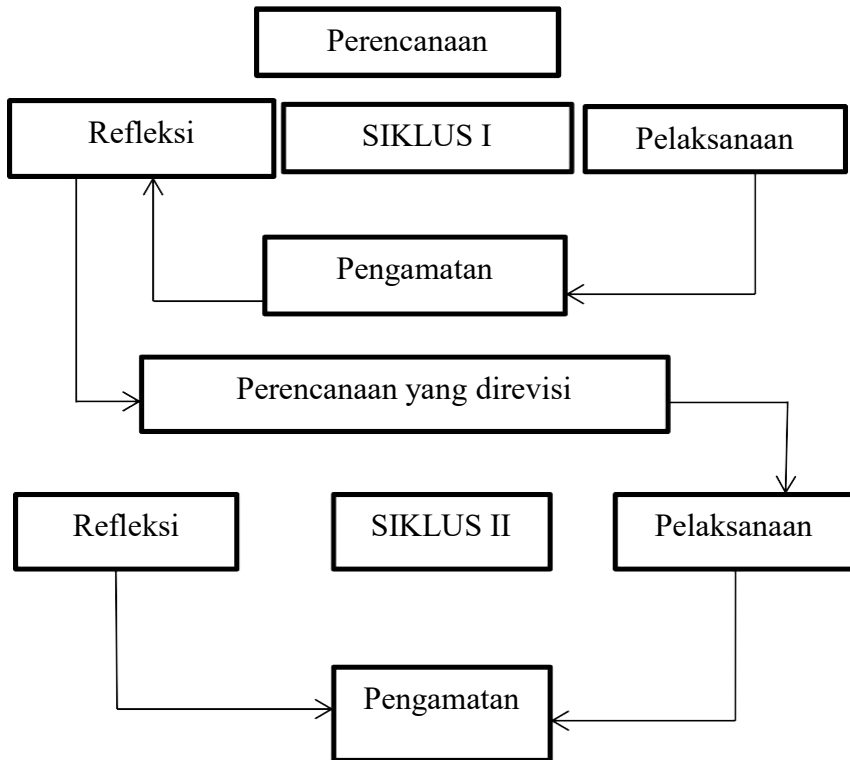 Perencanaan
Refleksi
SIKLUS I
Pelaksanaan
Pengamatan
Perencanaan yang direvisi
Refleksi
SIKLUS II
Pelaksanaan
Pengamatan